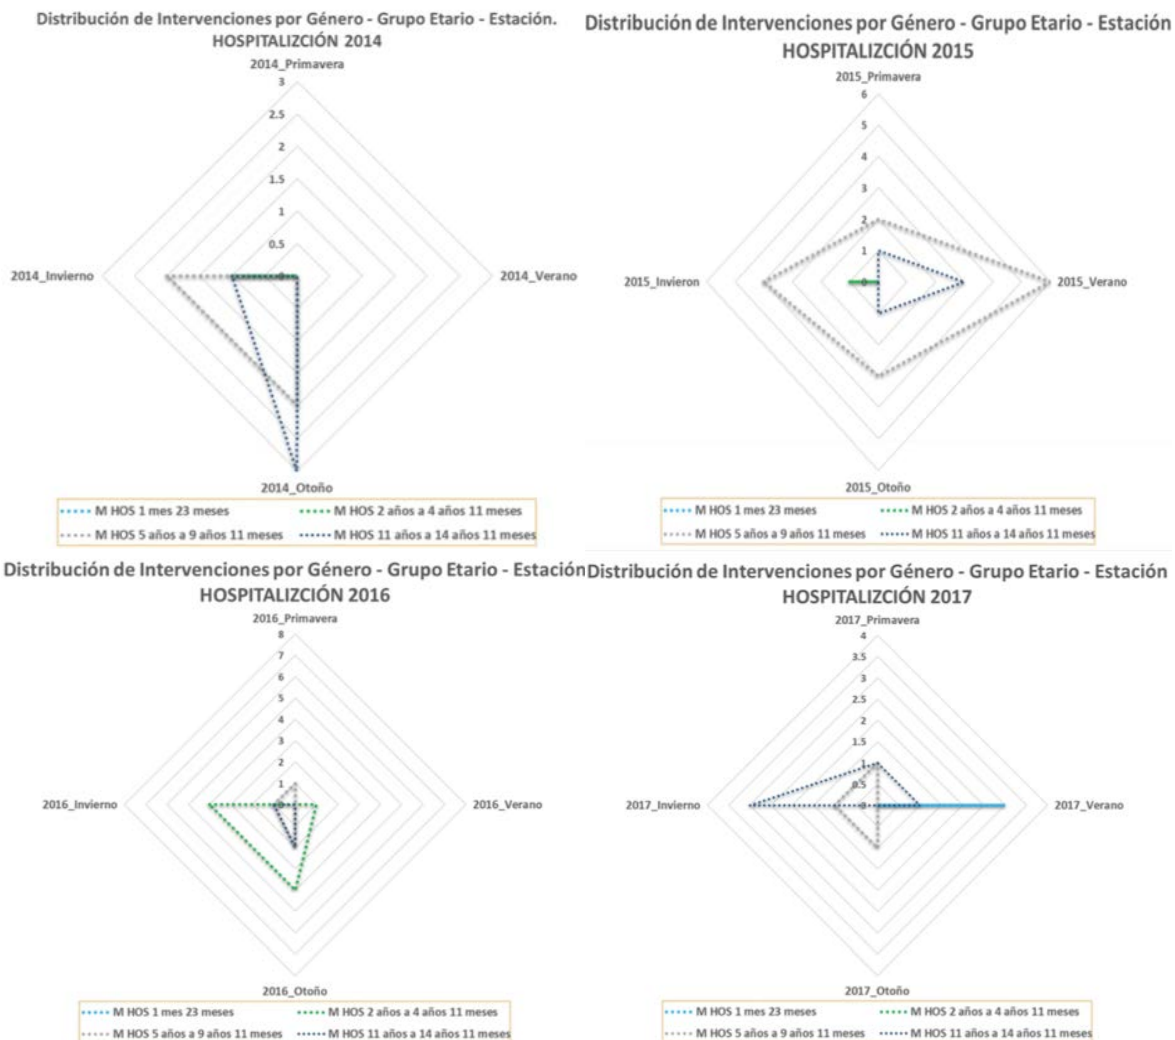 Distribución de Intervenciones por Género - Grupo Etario - Estación.
HOSPITALIZCIÓN 2014
2014_Primavera
3
2.5
2
1.5
1
0.5
0
2014_Invierno
2014_Verano
2014_Otoño
M HOS 1 mes 23 meses
M HOS 2 años a 4 años 11 meses
M HOS 5 años a 9 años 11 meses
M HOS 11 años a 14 años 11 meses
Distribución de Intervenciones por Género - Grupo Etario - Estación
HOSPITALIZCIÓN 2015
2015_Primavera
6
5
4
3
2
1
0
2015_Invieron
2015_Verano
2015_Otoño
M HOS 1 mes 23 meses
M HOS 2 años a 4 años 11 meses
M HOS 5 años a 9 años 11 meses
M HOS 11 años a 14 años 11 meses
Distribución de Intervenciones por Género - Grupo Etario - Estación
HOSPITALIZCIÓN 2016
2016_Primavera
8
7
6
5
4
3
2
1
0
2016_Invierno
2016_Verano
2016_Otoño
M HOS 1 mes 23 meses
M HOS 2 años a 4 años 11 meses
M HOS 5 años a 9 años 11 meses
M HOS 11 años a 14 años 11 meses
Distribución de Intervenciones por Género - Grupo Etario - Estación
HOSPITALIZCIÓN 2017
2017_Primavera
4
3.5
3
2.5
2
1.5
1
0.5
0
2017_Invierno
2017_Verano
2017_Otoño
M HOS 1 mes 23 meses
M HOS 2 años a 4 años 11 meses
M HOS 5 años a 9 años 11 meses
M HOS 11 años a 14 años 11 meses